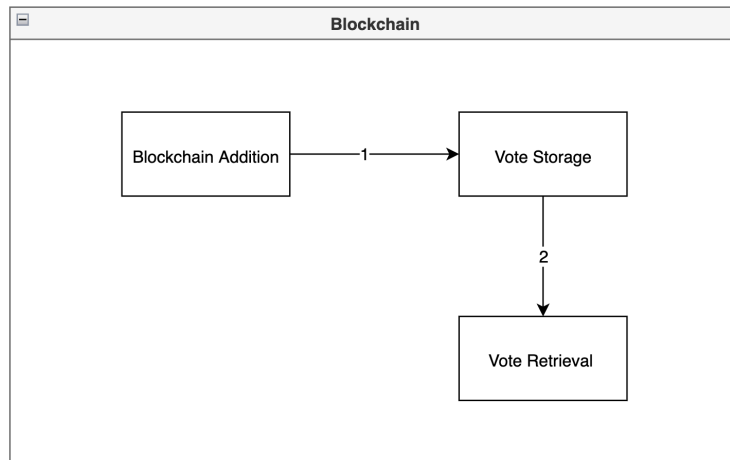 Blockchain
Blockchain Addition
1
Vote Storage
2
Vote Retrieval